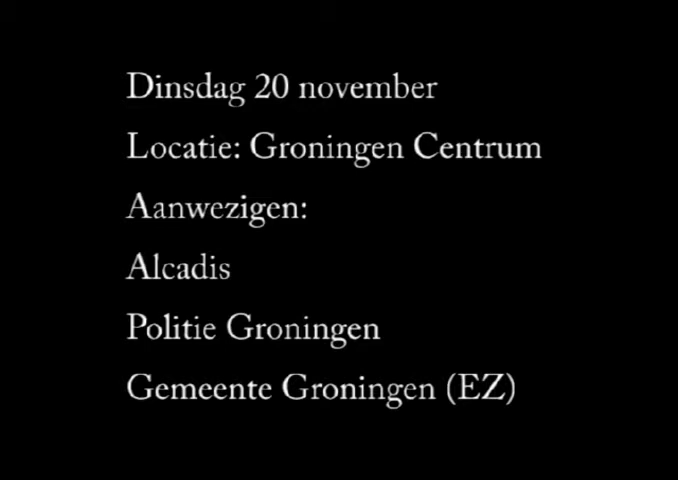 Dinsdag 20 november
Locatie: Groningen Centrum
Aanwezigen:
Alcadis
Politie Groningen
Gemeente Groningen (EZ)